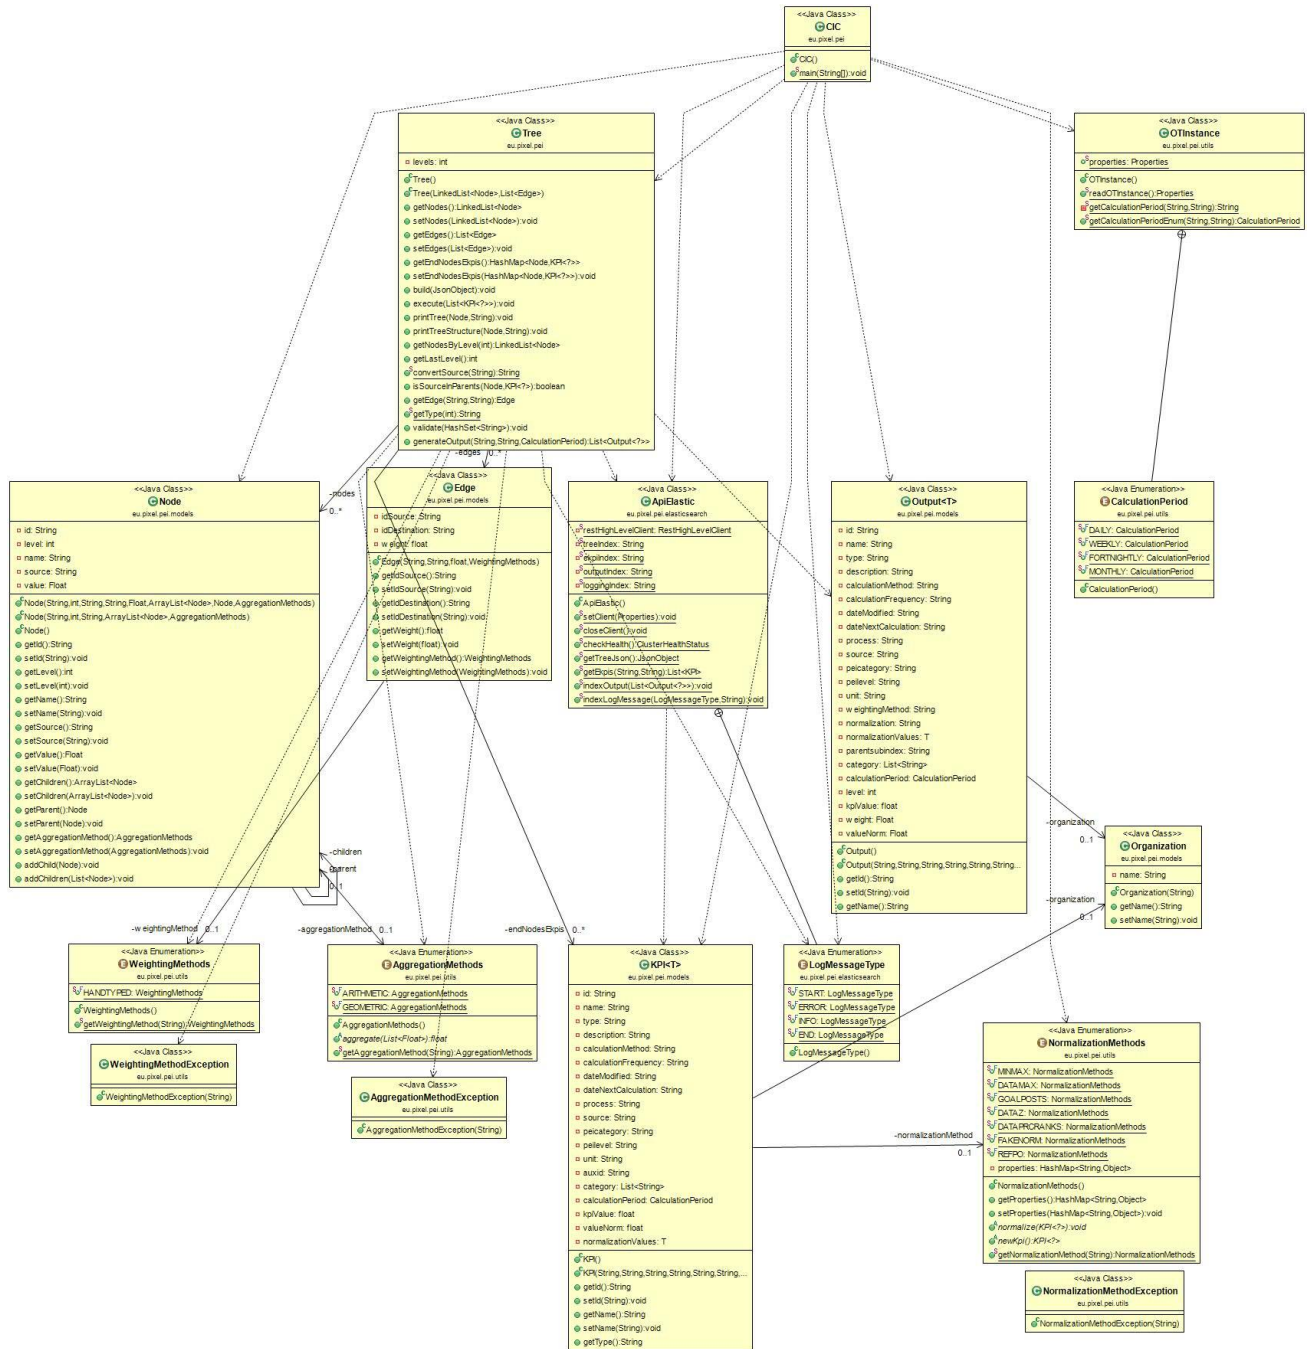 <<Java Class>>
CIC
eu.pixel.pei
CIC()
main(String[]):void
<<Java Class>>
Tree
eu.pixel.pei
levels: int
Tree()
Tree(LinkedList<Node>,List<Edge>)
getNodes():LinkedList<Node>
setNodes(LinkedList<Node>):void
getEdges():List<Edge>
setEdges(List<Edge>):void
getEndNodesEkpis():HashMap<Node,KPI<?>>
setEndNodesEkpis(HashMap<Node,KPI<?>>):void
build(JsonObject):void
execute(List<KPI<?>>):void
printTree(Node,String):void
printTreeStructure(Node,String):void
getNodesByLevel(int):LinkedList<Node>
getLastLevel():int
convertSource(String):String
isSourceInParents(Node,KPI<?>):boolean
getEdge(String,String):Edge
getType(int):String
validate(HashSet<String>):void
generateOutput(String,String,CalculationPeriod):List<Output<?>>
<<Java Class>>
OTInstance
eu.pixel.pei.utils
properties: Properties
OTInstance()
readOTInstance():Properties
getCalculationPeriod(String,String):String
getCalculationPeriodEnum(String,String):CalculationPeriod
-nodes
0..*
-edges
0..*
<<Java Class>>
Node
eu.pixel.pei.models
id: String
level: int
name: String
source: String
value: Float
Node(String,int,String,String,Float,ArrayList<Node>,Node,AggregationMethods)
Node(String,int,String,ArrayList<Node>,AggregationMethods)
Node()
getId():String
setId(String):void
getLevel():int
setLevel(int):void
getName():String
setName(String):void
getSource():String
setSource(String):void
getValue():Float
setValue(Float):void
getChildren():ArrayList<Node>
setChildren(ArrayList<Node>):void
getParent():Node
setParent(Node):void
getAggregationMethod():AggregationMethods
setAggregationMethod(AggregationMethods):void
addChild(Node):void
addChildren(List<Node>):void
<<Java Class>>
Edge
eu.pixel.pei.models
idSource: String
idDestination: String
weight: float
Edge(String,String,float,WeightingMethods)
getIdSource():String
setIdSource(String):void
getIdDestination():String
setIdDestination(String):void
getWeight():float
setWeight(float):void
getWeightingMethod():WeightingMethods
setWeightingMethod(WeightingMethods):void
<<Java Class>>
ApiElastic
eu.pixel.pei.elasticsearch
restHighLevelClient: RestHighLevelClient
treeIndex: String
ekpiIndex: String
outputIndex: String
loggingIndex: String
ApiElastic()
setClient(Properties):void
closeClient():void
checkHealth():ClusterHealthStatus
getTreeJson():JsonObject
getEkpis(String,String):List<KPI>
indexOutput(List<Output<?>>):void
indexLogMessage(LogMessageType,String):void
<<Java Class>>
Output<T>
eu.pixel.pei.models
id: String
name: String
type: String
description: String
calculationMethod: String
calculationFrequency: String
dateModified: String
dateNextCalculation: String
process: String
source: String
peicategory: String
peilevel: String
unit: String
weightingMethod: String
normalization: String
normalizationValues: T
parentsubindex: String
category: List<String>
calculationPeriod: CalculationPeriod
level: int
kpiValue: float
weight: Float
valueNorm: Float
Output()
Output(String,String,String,String,String,String...
getId():String
setId(String):void
getName():String
<<Java Enumeration>>
CalculationPeriod
eu.pixel.pei.utils
DAILY: CalculationPeriod
WEEKLY: CalculationPeriod
FORTNIGHTLY: CalculationPeriod
MONTHLY: CalculationPeriod
CalculationPeriod()
-organization
0..1
<<Java Class>>
Organization
eu.pixel.pei.models
name: String
Organization(String)
getName():String
setName(String):void
-organization
0..1
-children
-parent
0..1
-weightingMethod
0..1
-aggregationMethod
0..1
-endNodesEkpis
0..*
<<Java Enumeration>>
WeightingMethods
eu.pixel.pei.utils
HANDTYPED: WeightingMethods
WeightingMethods()
getWeightingMethod(String):WeightingMethods
<<Java Class>>
WeightingMethodException
eu.pixel.pei.utils
WeightingMethodException(String)
<<Java Enumeration>>
AggregationMethods
eu.pixel.pei.utils
ARITHMETIC: AggregationMethods
GEOMETRIC: AggregationMethods
AggregationMethods()
aggregate(List<Float>):float
getAggregationMethod(String):AggregationMethods
<<Java Class>>
AggregationMethodException
eu.pixel.pei.utils
AggregationMethodException(String)
<<Java Class>>
KPI<T>
eu.pixel.pei.models
id: String
name: String
type: String
description: String
calculationMethod: String
calculationFrequency: String
dateModified: String
dateNextCalculation: String
process: String
source: String
peicategory: String
peilevel: String
unit: String
auxid: String
category: List<String>
calculationPeriod: CalculationPeriod
kpiValue: float
valueNorm: float
normalizationValues: T
KPI()
KPI(String,String,String,String,String,String,...
getId():String
setId(String):void
getName():String
setName(String):void
getType():String
<<Java Enumeration>>
LogMessageType
eu.pixel.pei.elasticsearch
START: LogMessageType
ERROR: LogMessageType
INFO: LogMessageType
END: LogMessageType
LogMessageType()
-normalizationMethod
0..1
<<Java Enumeration>>
NormalizationMethods
eu.pixel.pei.utils
MINMAX: NormalizationMethods
DATAMAX: NormalizationMethods
GOALPOSTS: NormalizationMethods
DATAZ: NormalizationMethods
DATAPRCRANKS: NormalizationMethods
FAKENORM: NormalizationMethods
REFPO: NormalizationMethods
properties: HashMap<String,Object>
NormalizationMethods()
getProperties():HashMap<String,Object>
setProperties(HashMap<String,Object>):void
normalize(KPI<?>):void
newKpi():KPI<?>
getNormalizationMethod(String):NormalizationMethods
<<Java Class>>
NormalizationMethodException
eu.pixel.pei.utils
NormalizationMethodException(String)